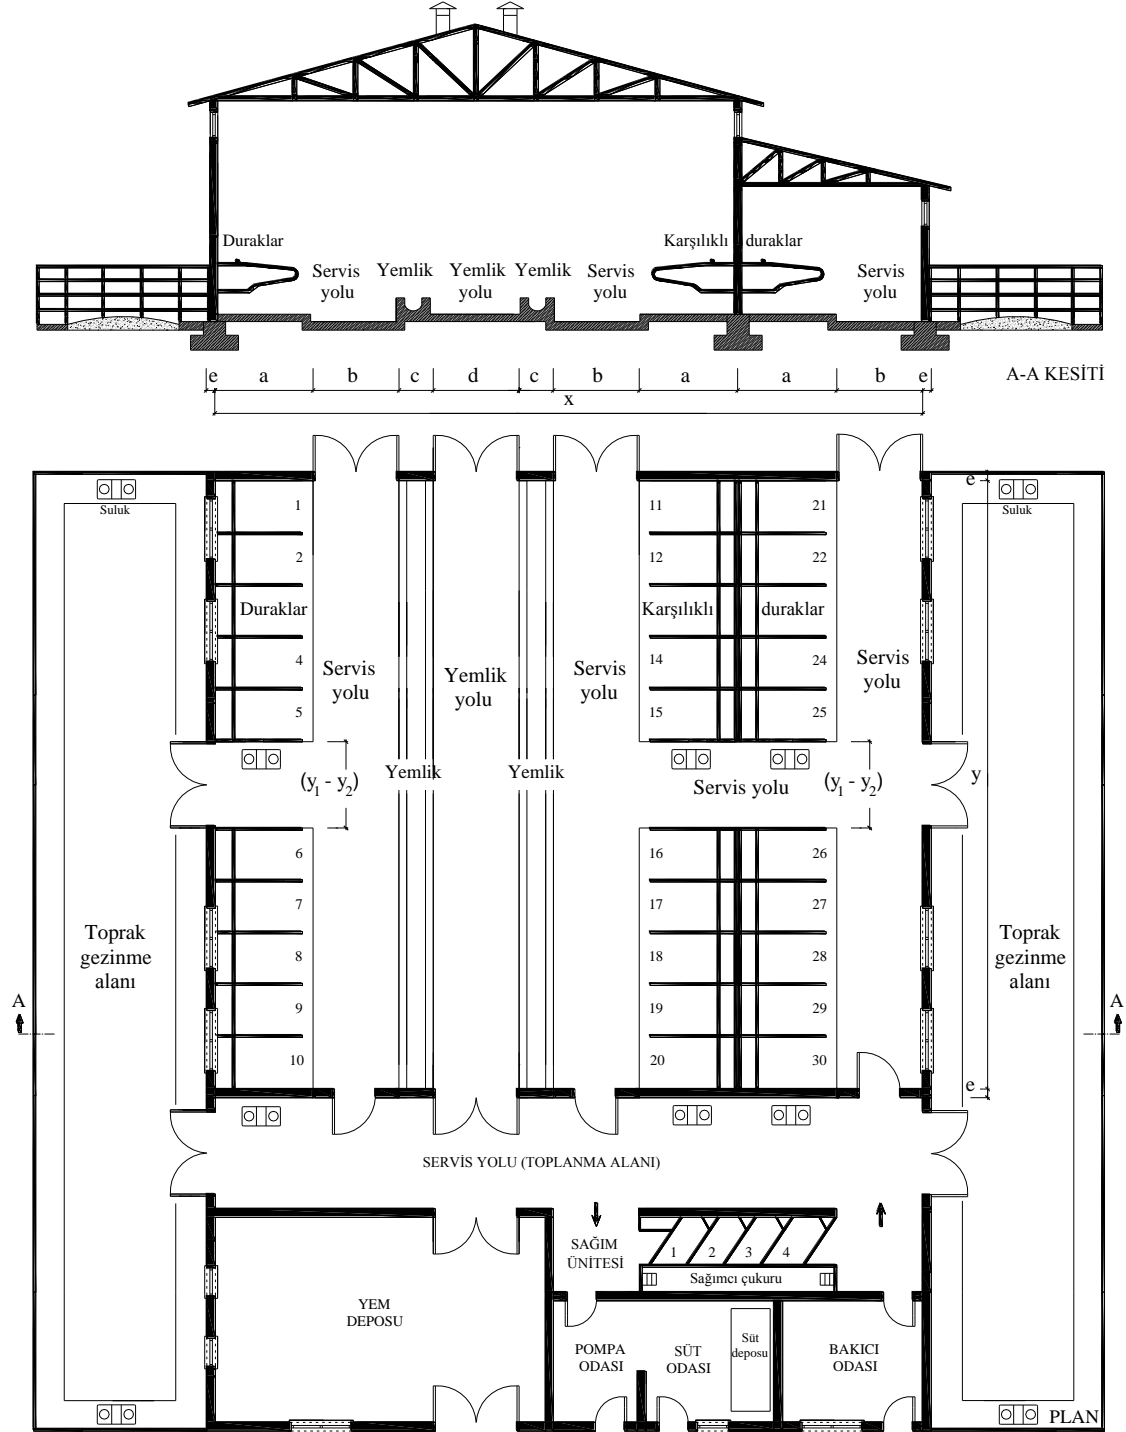 Duraklar
Karşılıklı duraklar
Servis
yolu
Yemlik
Yemlik
yolu
Yemlik
Servis
yolu
Servis
yolu
e a b c d c b a a b e
A-A KESİTİ
x
Suluk
1
11
21
e
Suluk
2
12
22
Duraklar
Karşılıklı
duraklar
4
14
24
Servis
yolu
Yemlik
yolu
Servis
yolu
Servis
yolu
5
15
25
Yemlik
Yemlik
(y1 - y2)
Servis yolu
(y1 - y2)
y
6
16
26
7
17
27
Toprak
gezinme
alanı
Toprak
gezinme
alanı
8
18
28
A
A
9
19
29
10
20
30
e
SERVİS YOLU (TOPLANMA ALANI)
SAĞIM
ÜNİTESİ
1 2 3 4
Sağımcı çukuru
YEM
DEPOSU
POMPA
ODASI
SÜT
ODASI
Süt
deposu
BAKICI
ODASI
PLAN